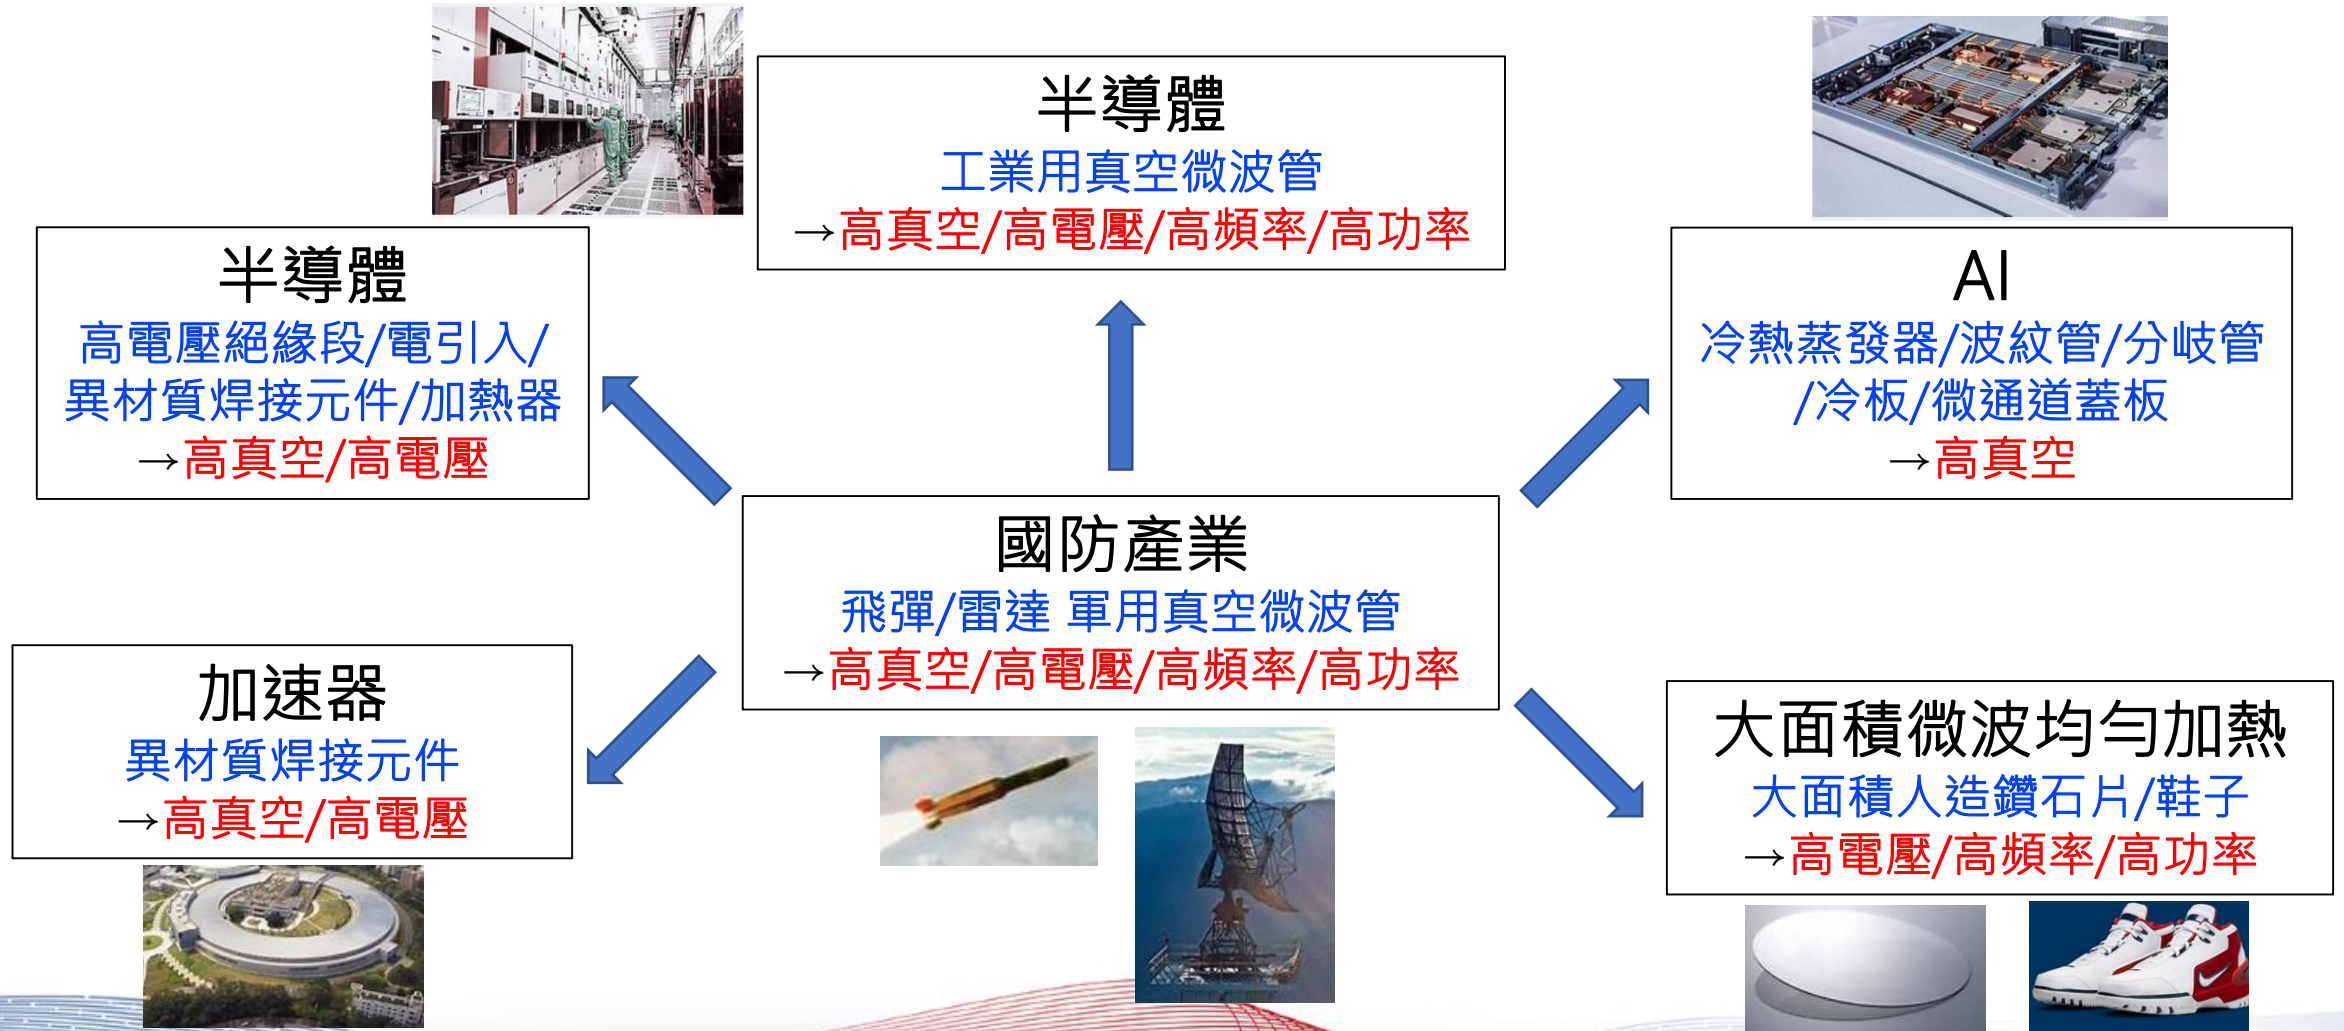 半導體
工業用真空微波管
→高真空/高電壓/高頻率/高功率
半導體
高電壓絕緣段/電引入/
異材質焊接元件/加熱器
→高真空/高電壓
AI
冷熱蒸發器/波紋管/分岐管
/冷板/微通道蓋板
→高真空
國防產業
飛彈/雷達 軍用真空微波管
→高真空/高電壓/高頻率/高功率
加速器
異材質焊接元件
→高真空/高電壓
大面積微波均勻加熱
大面積人造鑽石片/鞋子
→高電壓/高頻率/高功率